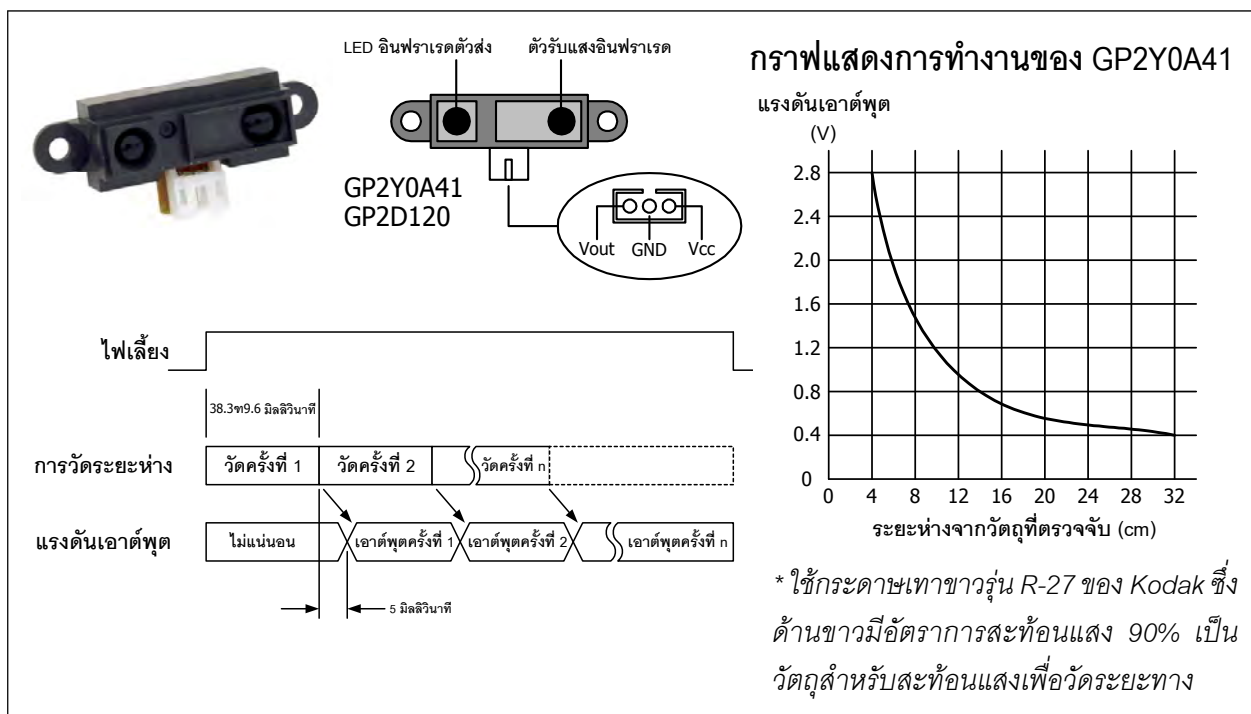 LED อินฟราเรดตัวส่ง ตัวรับแสงอินฟราเรด
GP2Y0A41
GP2D120
Vout GND Vcc
กราฟแสดงการทำงานของ GP2Y0A41
แรงดันเอาต์พุต
(V)
2.8
2.4
2.0
1.6
1.2
0.8
0.4
0
0 4 8 12 16 20 24 28 32
ระยะห่างจากวัตถุที่ตรวจจับ (cm)
ไฟเลี้ยง
38.3ฑ9.6 มิลลิวินาที
การวัดระยะห่าง วัดครั้งที่ 1 วัดครั้งที่ 2 วัดครั้งที่ n
แรงดันเอาต์พุต ไม่แน่นอน เอาต์พุตครั้งที่ 1 เอาต์พุตครั้งที่ 2 เอาต์พุตครั้งที่ n
5 มิลลิวินาที
* ใช้กระดาษเทาขาวรุ่น R-27 ของ Kodak ซึ่ง
ด้านขาวมีอัตราการสะท้อนแสง 90% เป็น
วัตถุสำหรับสะท้อนแสงเพื่อวัดระยะทาง